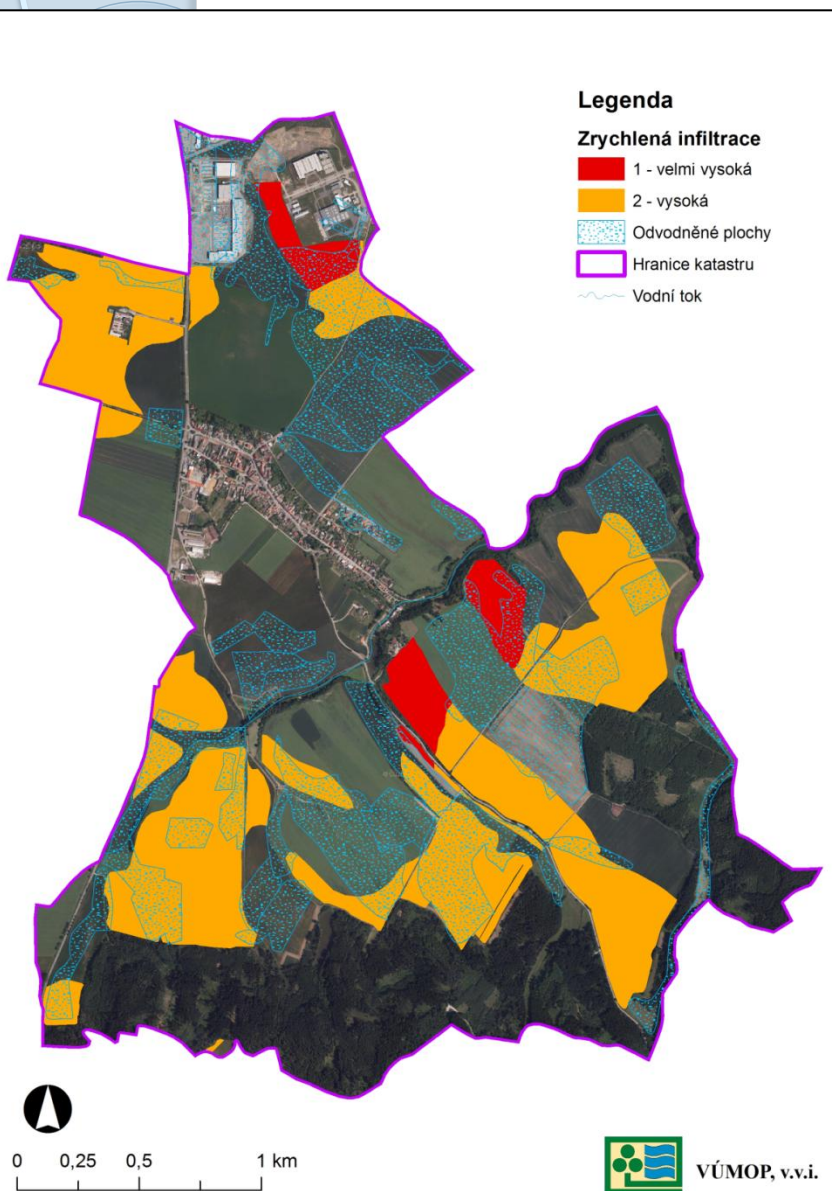 Legenda
Zrychlená infiltrace
1 - velmi vysoká
2 - vysoká
Odvodněné plochy
Hranice katastru
Vodní tok
0 0,25 0,5 1 km
VÚMOP, v.v.i.